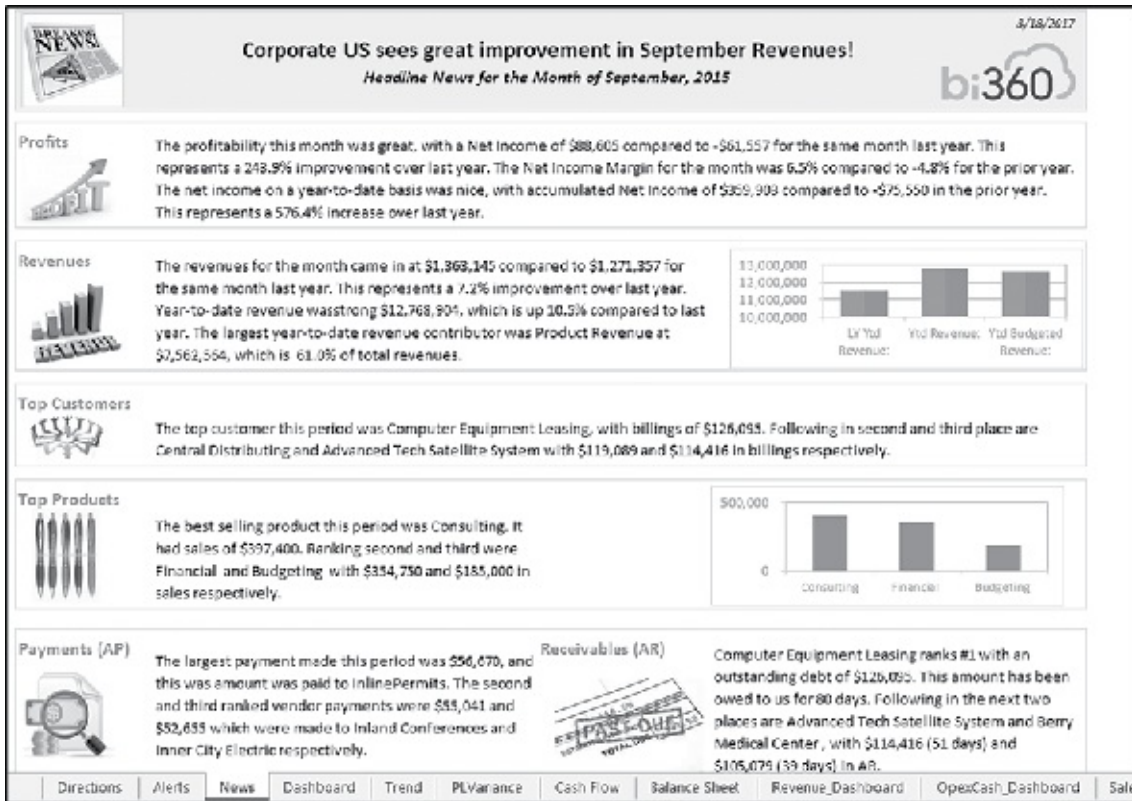 3/18/2017
BREAKING
NEWS!
Corporate US sees great improvement in September Revenues!
Headline News for the Month of September, 2015
bi360
Profits
The profitability this month was great, with a Net Income of $88,605 compared to -$61,557 for the same month last year. This
represents a 243.9% improvement over last year. The Net Income Margin for the month was 6.5% compared to -4.8% for the prior year.
The net income on a year-to-date basis was nice, with accumulated Net Income of $359,903 compared to -$75,550 in the prior year.
This represents a 576.4% increase over last year.
PROFIT
Revenues
The revenues for the month came in at $1,363,145 compared to $1,271,357 for
the same month last year. This represents a 7.2% improvement over last year.
Year-to-date revenue wasstrong $12,768,904, which is up 10.5% compared to last
year. The largest year-to-date revenue contributor was Product Revenue at
$7,562,564, which is 61.0% of total revenues.
REVENUE
13,000,000
12,000,000
11,000,000
10,000,000
LY Ytd Revenue:
Ytd Revenue:
Ytd Budgeted Revenue:
Top Customers
The top customer this period was Computer Equipment Leasing, with billings of $126,095. Following in second and third place are
Central Distributing and Advanced Tech Satellite System with $119,089 and $114,416 in billings respectively.
Top Products
The best selling product this period was Consulting. It
had sales of $397,400. Ranking second and third were
Financial and Budgeting with $354,750 and $185,000 in
sales respectively.
500,000
0
Consulting
Financial
Budgeting
Payments (AP)
The largest payment made this period was $56,670, and
this was amount was paid to InlinePermits. The second
and third ranked vendor payments were $55,041 and
$52,655 which were made to Inland Conferences and
Inner City Electric respectively.
Receivables (AR)
PAST DUE
TOTAL DUE
Computer Equipment Leasing ranks #1 with an
outstanding debt of $126,095. This amount has been
owed to us for 80 days. Following in the next two
places are Advanced Tech Satellite System and Berry
Medical Center , with $114,416 (51 days) and
$105,079 (39 days) in AR.
Directions Alerts News Dashboard Trend PLVariance Cash Flow Balance Sheet Revenue_Dashboard OpexCash_Dashboard Sale